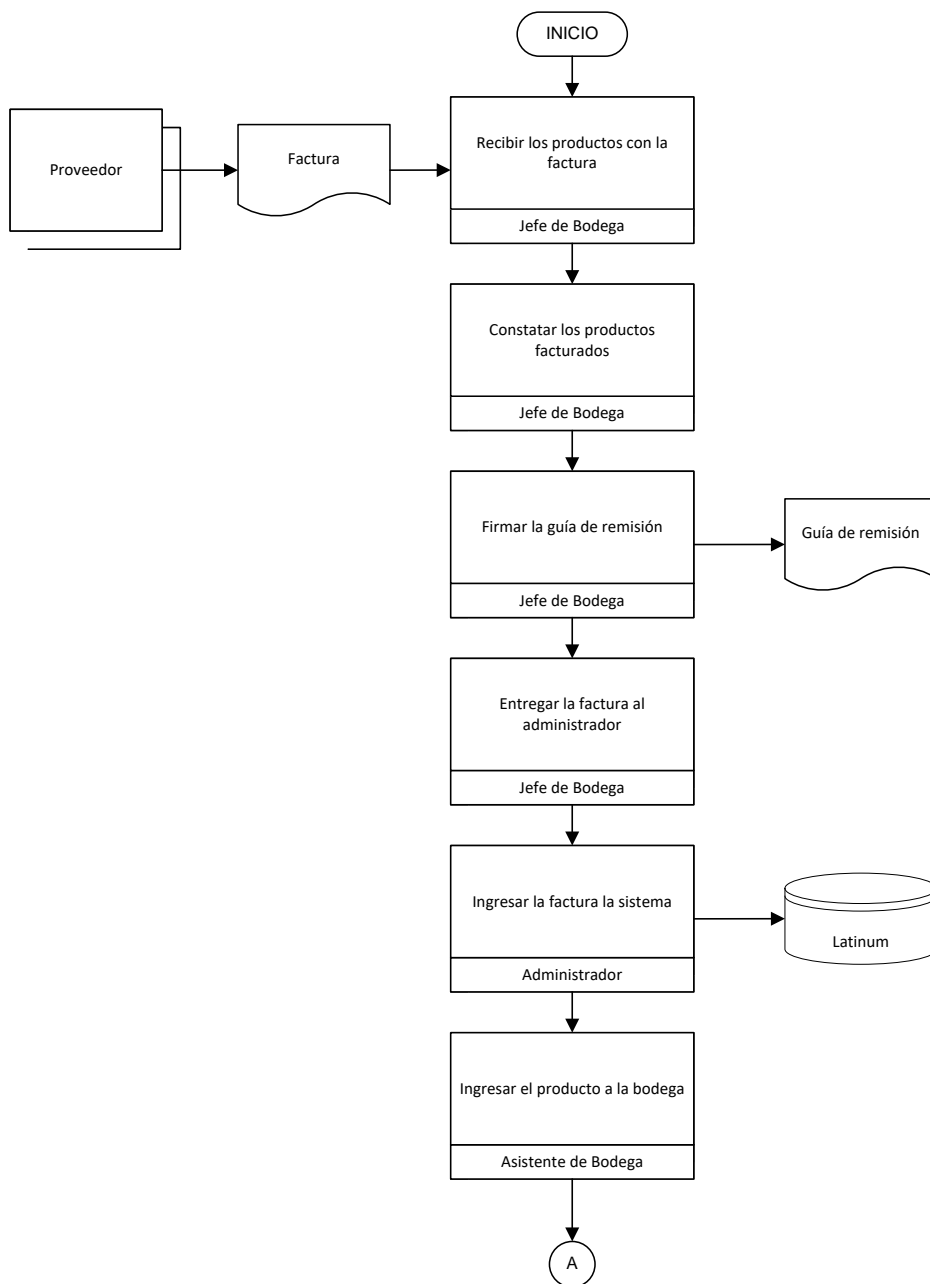 INICIO
Proveedor
Factura
Recibir los productos con la
factura
Jefe de Bodega
Constatar los productos
facturados
Jefe de Bodega
Firmar la guía de remisión
Jefe de Bodega
Guía de remisión
Entregar la factura al
administrador
Jefe de Bodega
Ingresar la factura la sistema
Administrador
Latinum
Ingresar el producto a la bodega
Asistente de Bodega
A